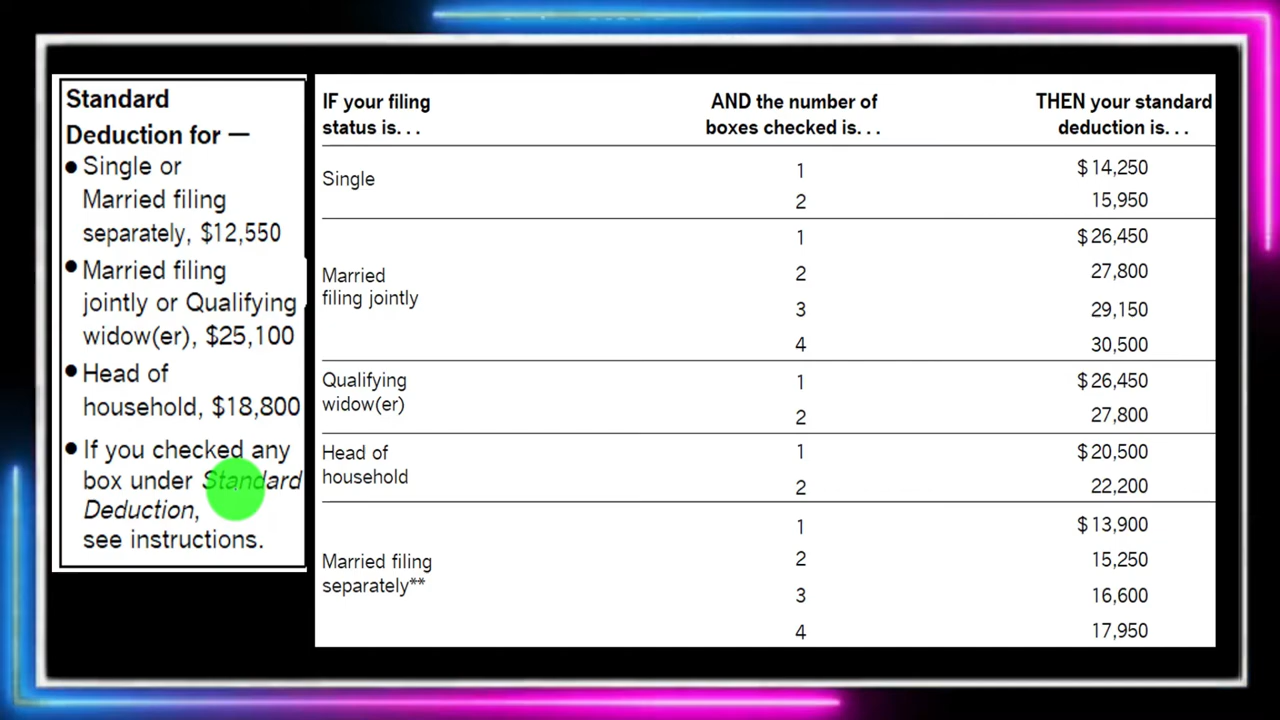 Standard
Deduction for —
● Single or
Married filing
separately, $12,550
● Married filing
jointly or Qualifying
widow(er), $25,100
● Head of
household, $18,800
● If you checked any
box under Standard
Deduction,
see instructions.
IF your filing status is. . . AND the number of boxes checked is. . . THEN your standard deduction is. . .
Single
1 $14,250
2 15,950
Married filing jointly
1 $26,450
2 27,800
3 29,150
4 30,500
Qualifying widow(er)
1 $26,450
2 27,800
Head of household
1 $20,500
2 22,200
Married filing separately**
1 $13,900
2 15,250
3 16,600
4 17,950